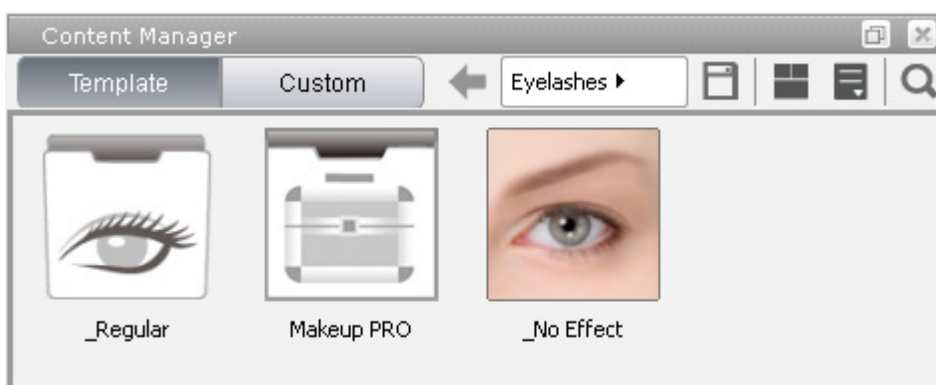 Content Manager
Template Custom Eyelashes
_Regular Makeup PRO _No Effect